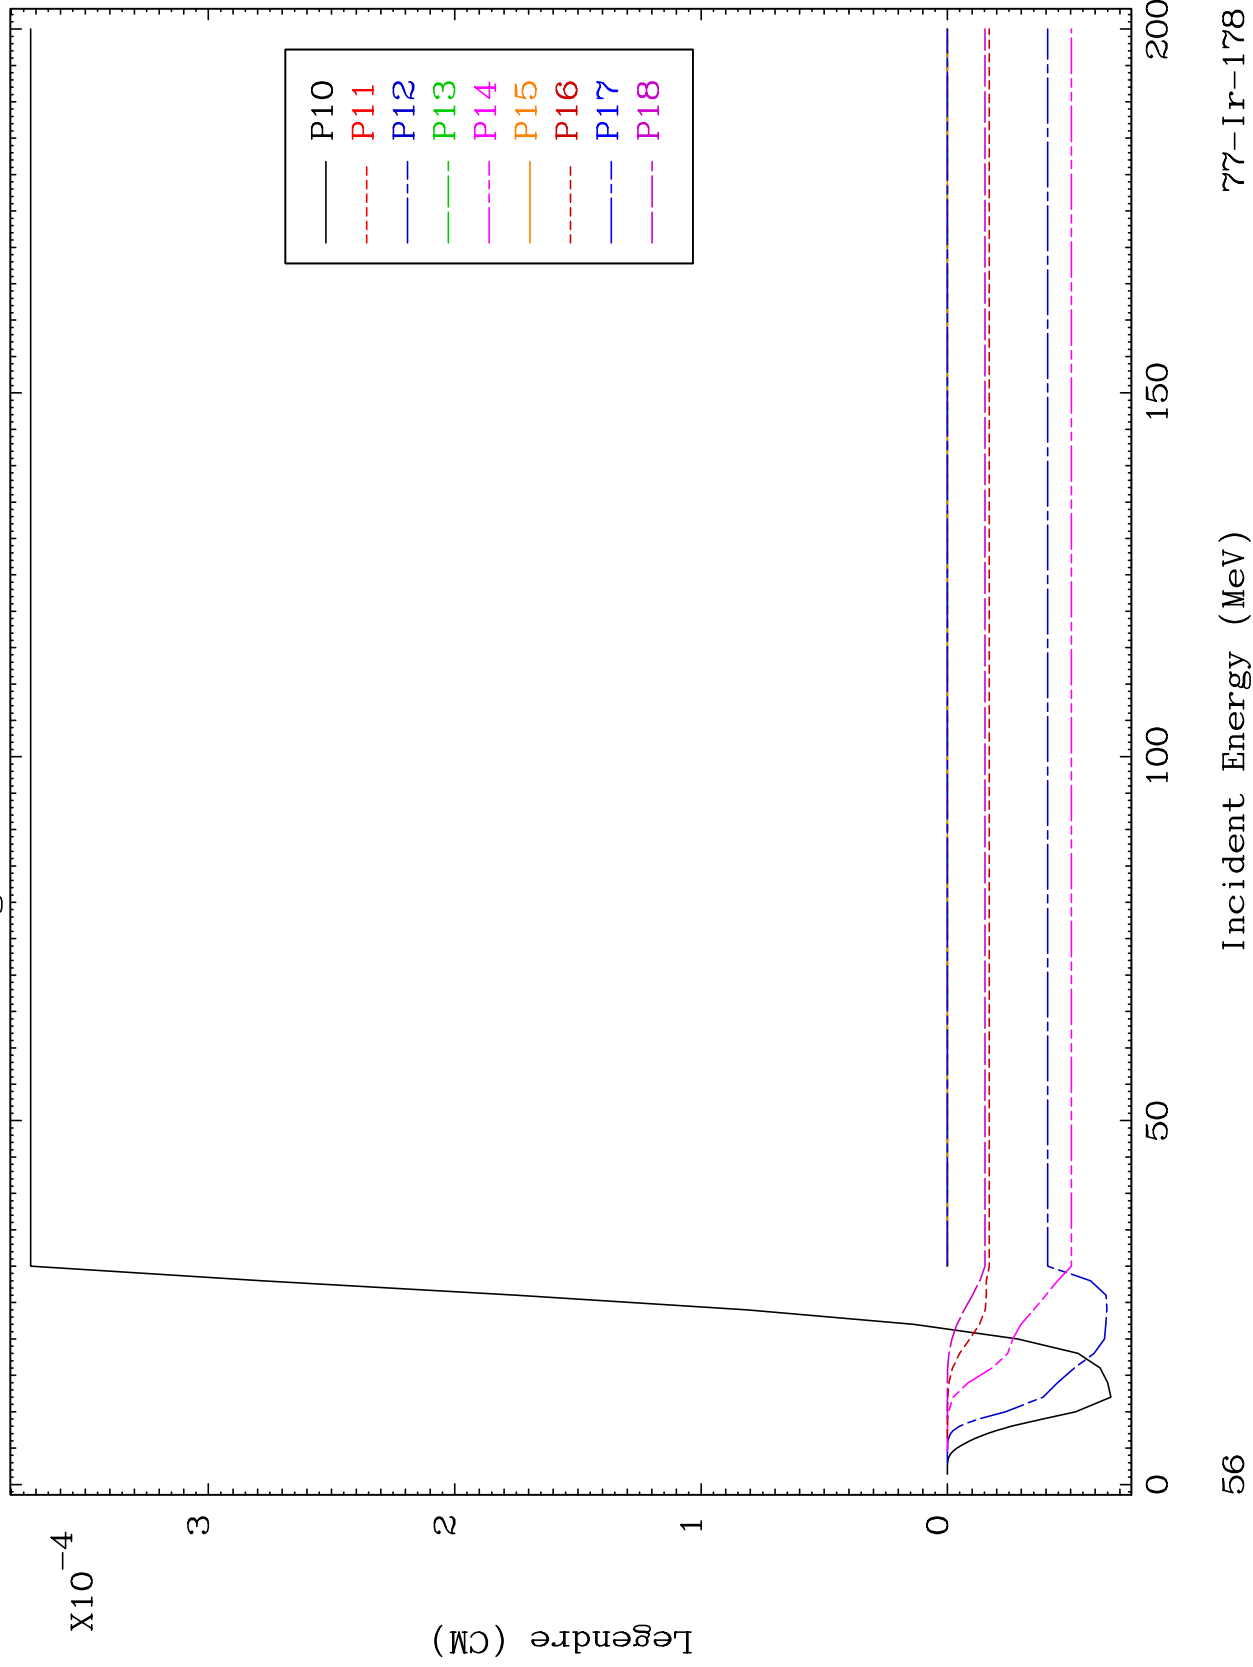 X10-4
3
2
1
0
Legendre (CM)
P10
P11
P12
P13
P14
P15
P16
P17
P18
0
50
100
150
200
56
Incident Energy (MeV)
77-Ir-178